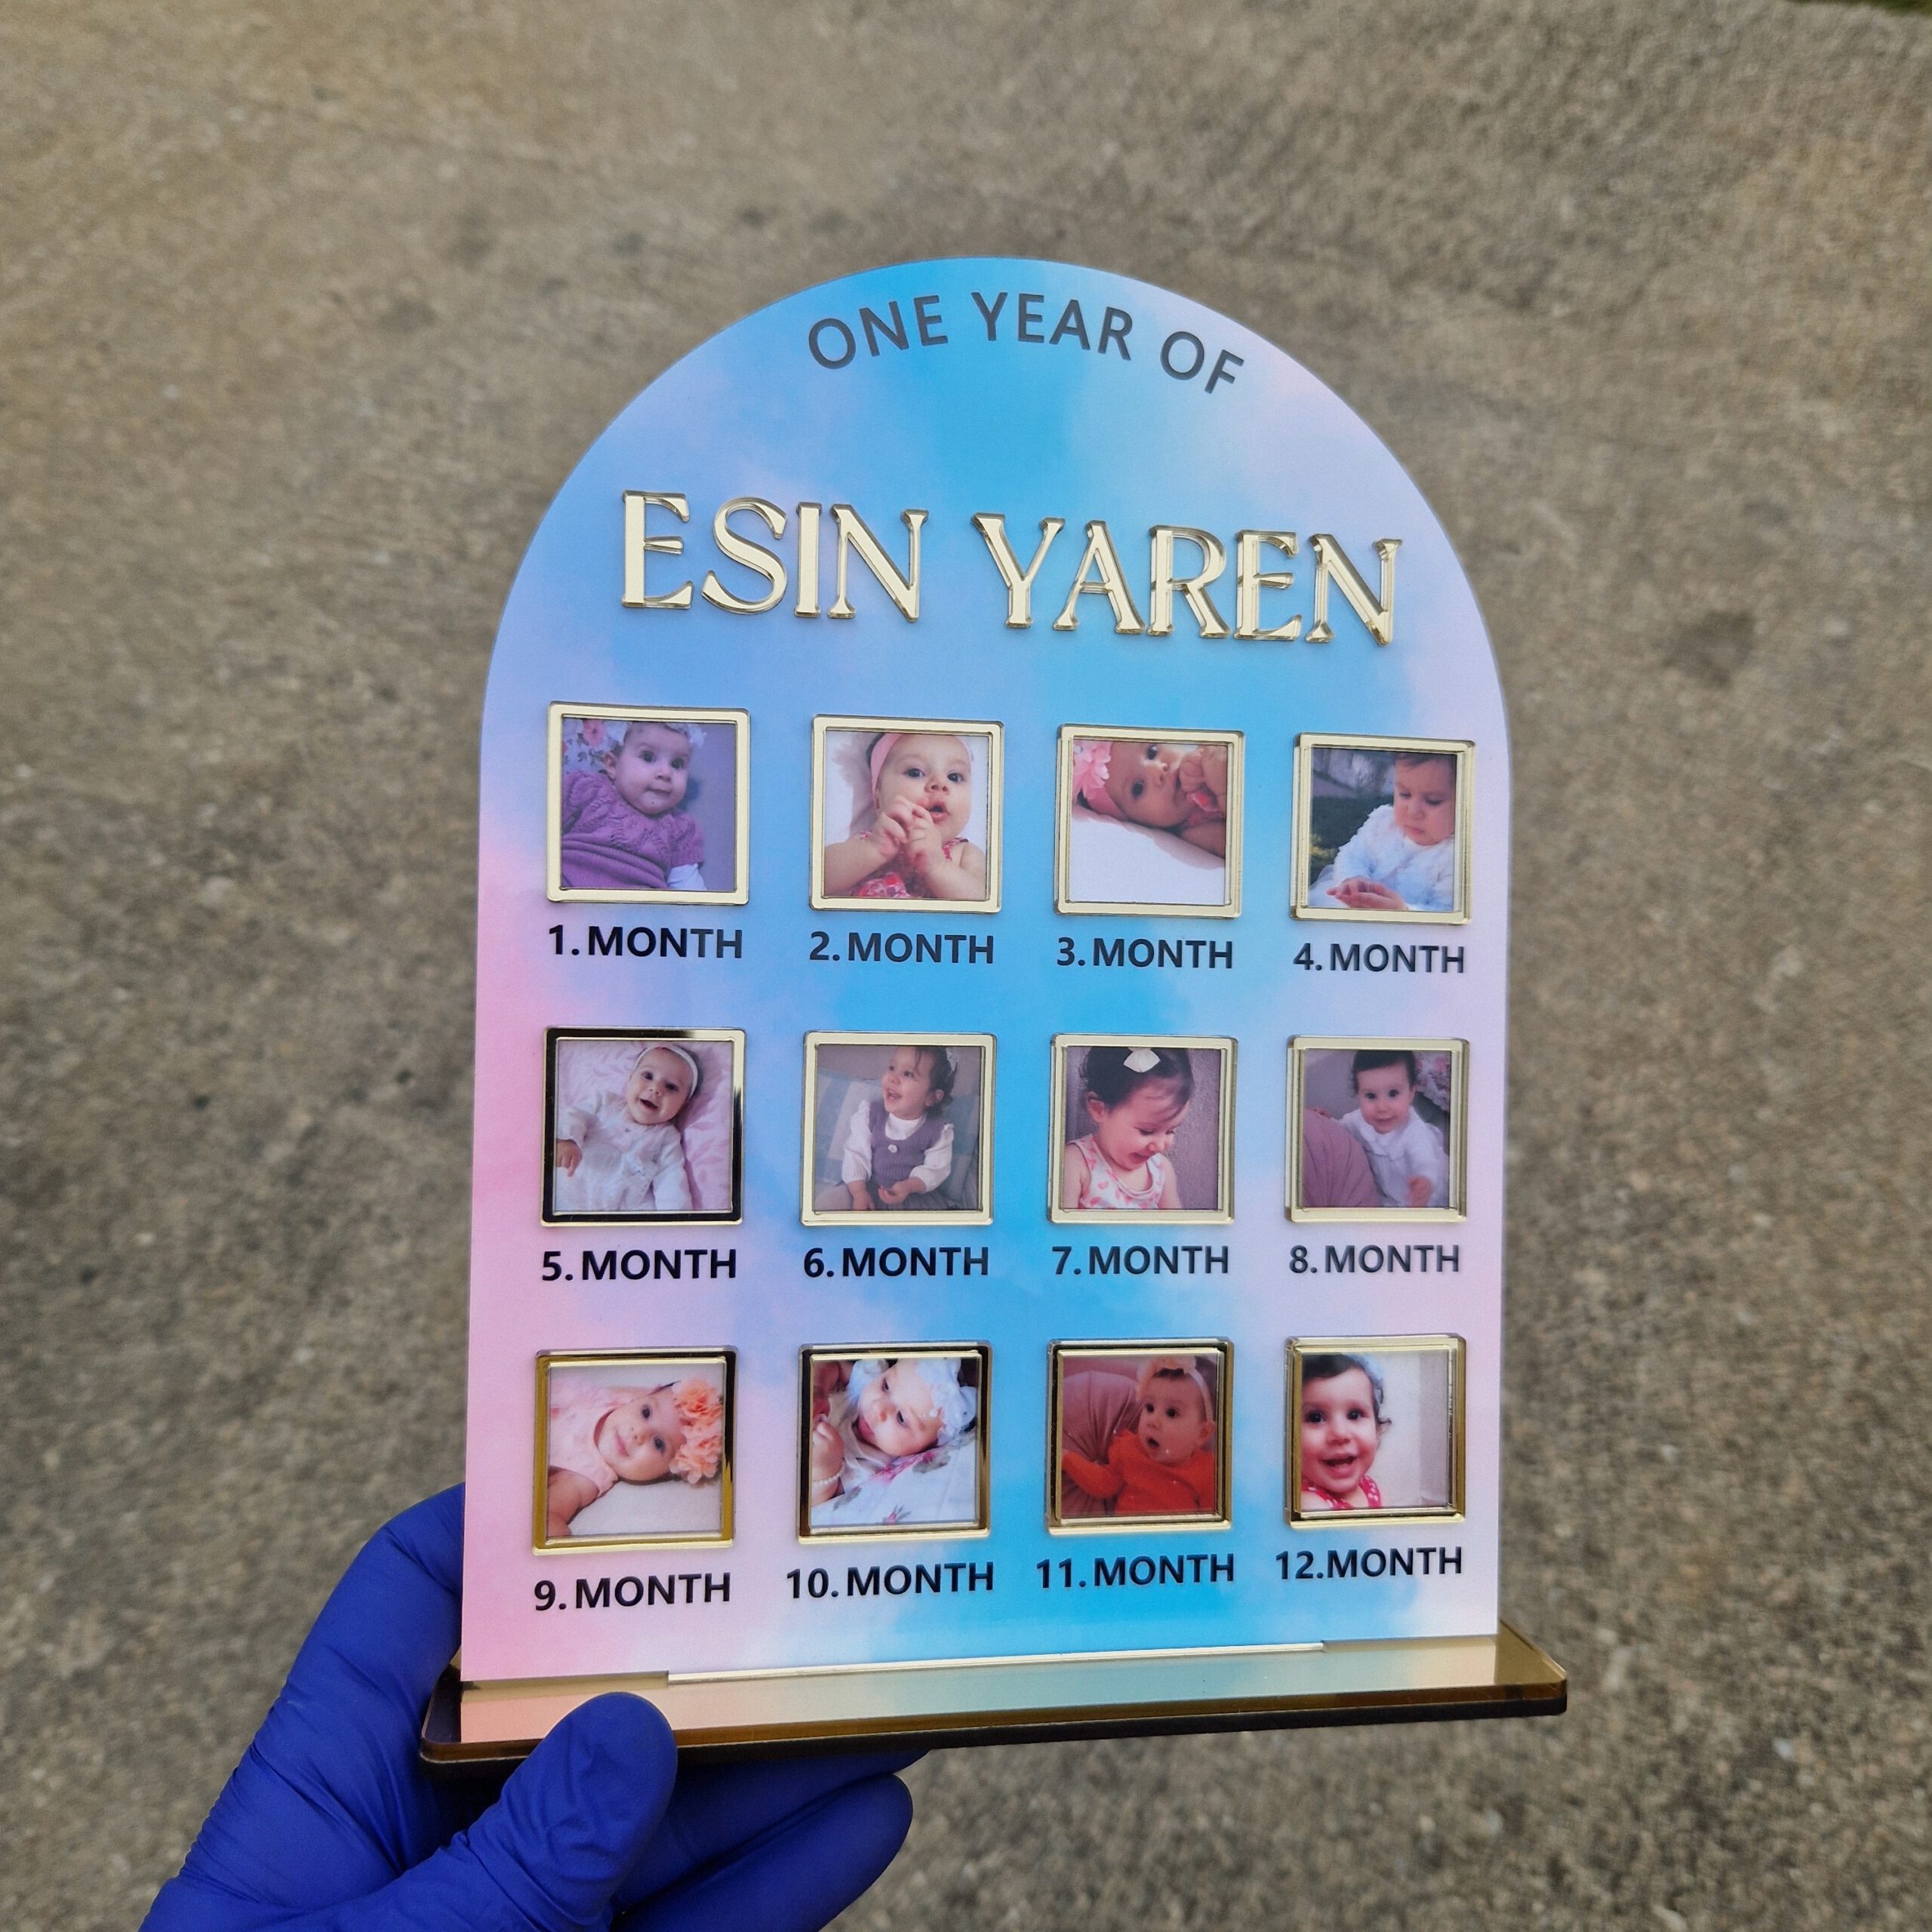 ONE YEAR OF
ESIN YAREN
1. MONTH
2. MONTH
3. MONTH
4. MONTH
5. MONTH
6. MONTH
7. MONTH
8. MONTH
9. MONTH
10. MONTH
11. MONTH
12.MONTH